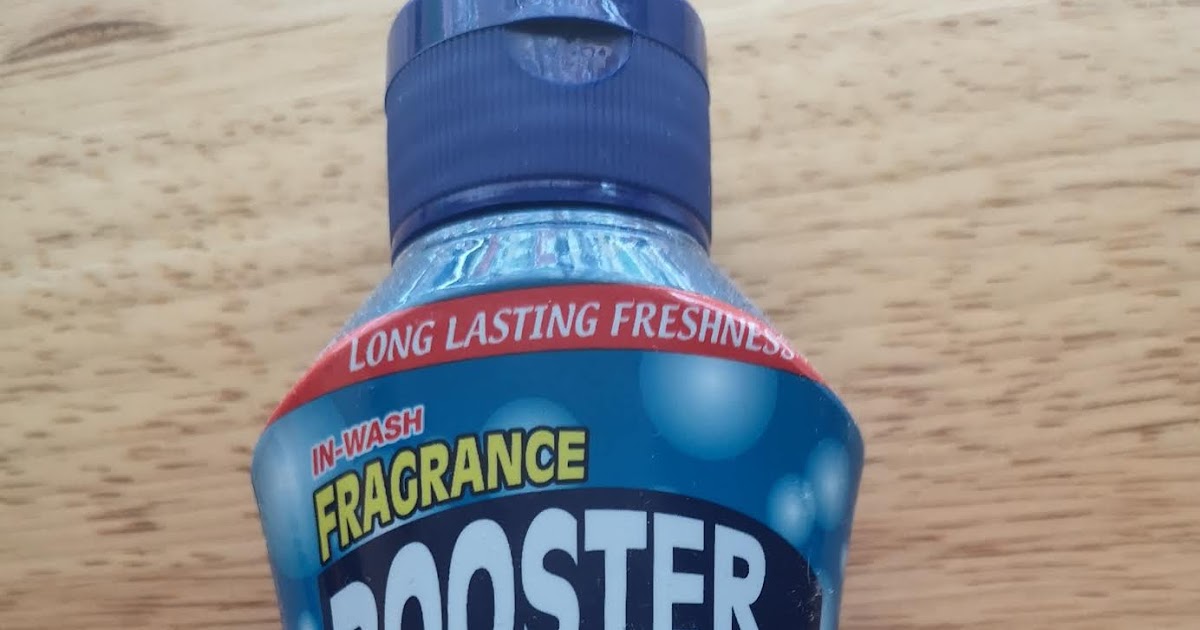 LONG LASTING FRESHNESS
IN-WASH
FRAGRANCE
BOOSTER